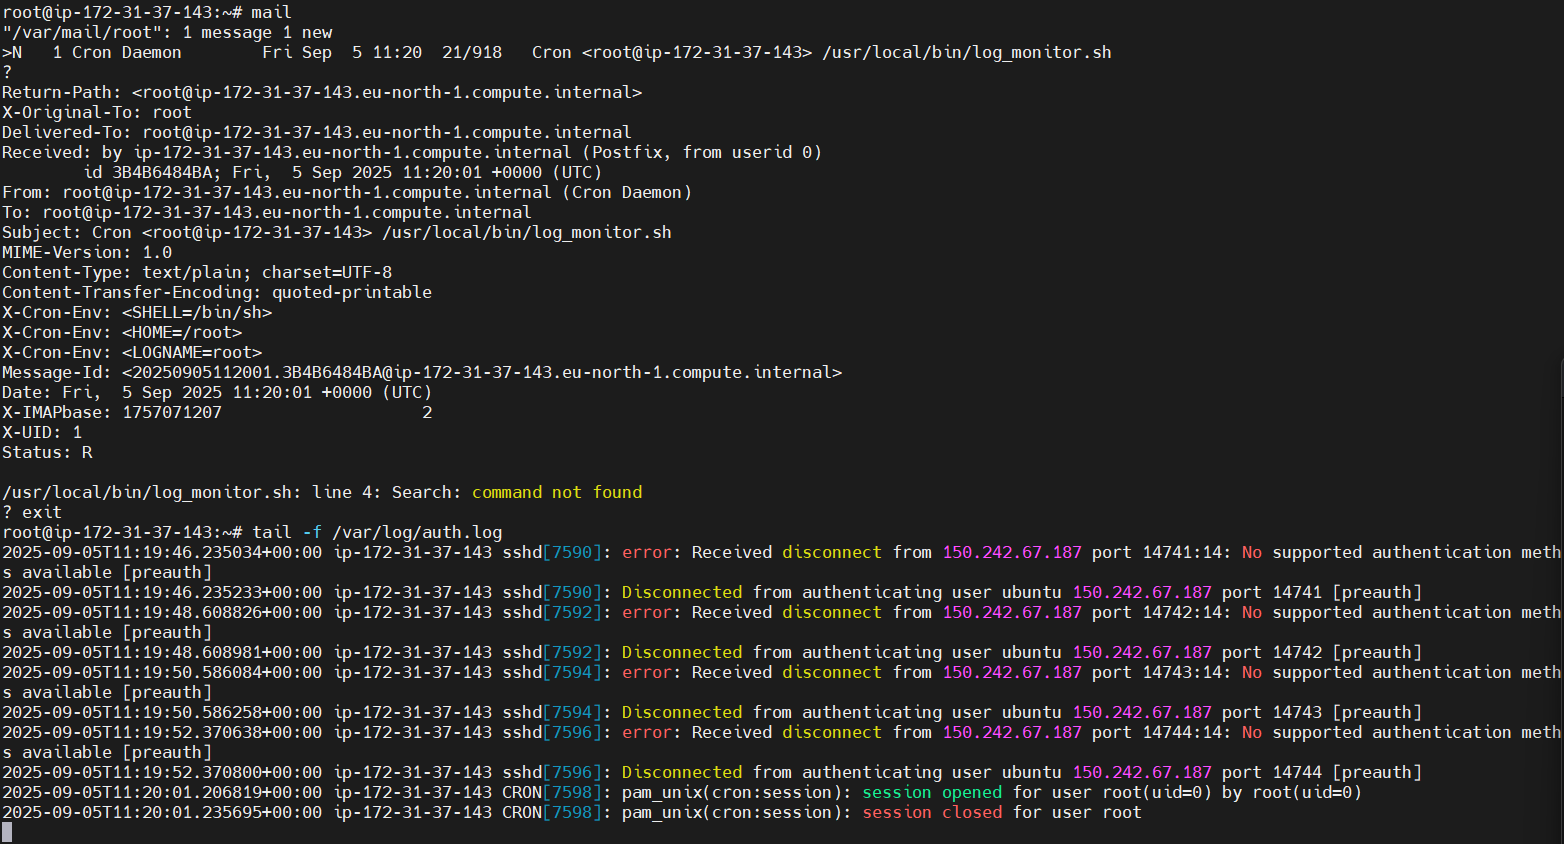 root@ip-172-31-37-143:~# mail
"/var/mail/root": 1 message 1 new
>N   1 Cron Daemon        Fri Sep  5 11:20  21/918   Cron <root@ip-172-31-37-143> /usr/local/bin/log_monitor.sh
?
Return-Path: <root@ip-172-31-37-143.eu-north-1.compute.internal>
X-Original-To: root
Delivered-To: root@ip-172-31-37-143.eu-north-1.compute.internal
Received: by ip-172-31-37-143.eu-north-1.compute.internal (Postfix, from userid 0)
        id 3B4B6484BA; Fri,  5 Sep 2025 11:20:01 +0000 (UTC)
From: root@ip-172-31-37-143.eu-north-1.compute.internal (Cron Daemon)
To: root@ip-172-31-37-143.eu-north-1.compute.internal
Subject: Cron <root@ip-172-31-37-143> /usr/local/bin/log_monitor.sh
MIME-Version: 1.0
Content-Type: text/plain; charset=UTF-8
Content-Transfer-Encoding: quoted-printable
X-Cron-Env: <SHELL=/bin/sh>
X-Cron-Env: <HOME=/root>
X-Cron-Env: <LOGNAME=root>
Message-Id: <20250905112001.3B4B6484BA@ip-172-31-37-143.eu-north-1.compute.internal>
Date: Fri,  5 Sep 2025 11:20:01 +0000 (UTC)
X-IMAPbase: 1757071207                    2
X-UID: 1
Status: R

/usr/local/bin/log_monitor.sh: line 4: Search: command not found
? exit
root@ip-172-31-37-143:~# tail -f /var/log/auth.log
2025-09-05T11:19:46.235034+00:00 ip-172-31-37-143 sshd[7590]: error: Received disconnect from 150.242.67.187 port 14741:14: No supported authentication meth
s available [preauth]
2025-09-05T11:19:46.235233+00:00 ip-172-31-37-143 sshd[7590]: Disconnected from authenticating user ubuntu 150.242.67.187 port 14741 [preauth]
2025-09-05T11:19:48.608826+00:00 ip-172-31-37-143 sshd[7592]: error: Received disconnect from 150.242.67.187 port 14742:14: No supported authentication meth
s available [preauth]
2025-09-05T11:19:48.608981+00:00 ip-172-31-37-143 sshd[7592]: Disconnected from authenticating user ubuntu 150.242.67.187 port 14742 [preauth]
2025-09-05T11:19:50.586084+00:00 ip-172-31-37-143 sshd[7594]: error: Received disconnect from 150.242.67.187 port 14743:14: No supported authentication meth
s available [preauth]
2025-09-05T11:19:50.586258+00:00 ip-172-31-37-143 sshd[7594]: Disconnected from authenticating user ubuntu 150.242.67.187 port 14743 [preauth]
2025-09-05T11:19:52.370638+00:00 ip-172-31-37-143 sshd[7596]: error: Received disconnect from 150.242.67.187 port 14744:14: No supported authentication meth
s available [preauth]
2025-09-05T11:19:52.370800+00:00 ip-172-31-37-143 sshd[7596]: Disconnected from authenticating user ubuntu 150.242.67.187 port 14744 [preauth]
2025-09-05T11:20:01.206819+00:00 ip-172-31-37-143 CRON[7598]: pam_unix(cron:session): session opened for user root(uid=0) by root(uid=0)
2025-09-05T11:20:01.235695+00:00 ip-172-31-37-143 CRON[7598]: pam_unix(cron:session): session closed for user root